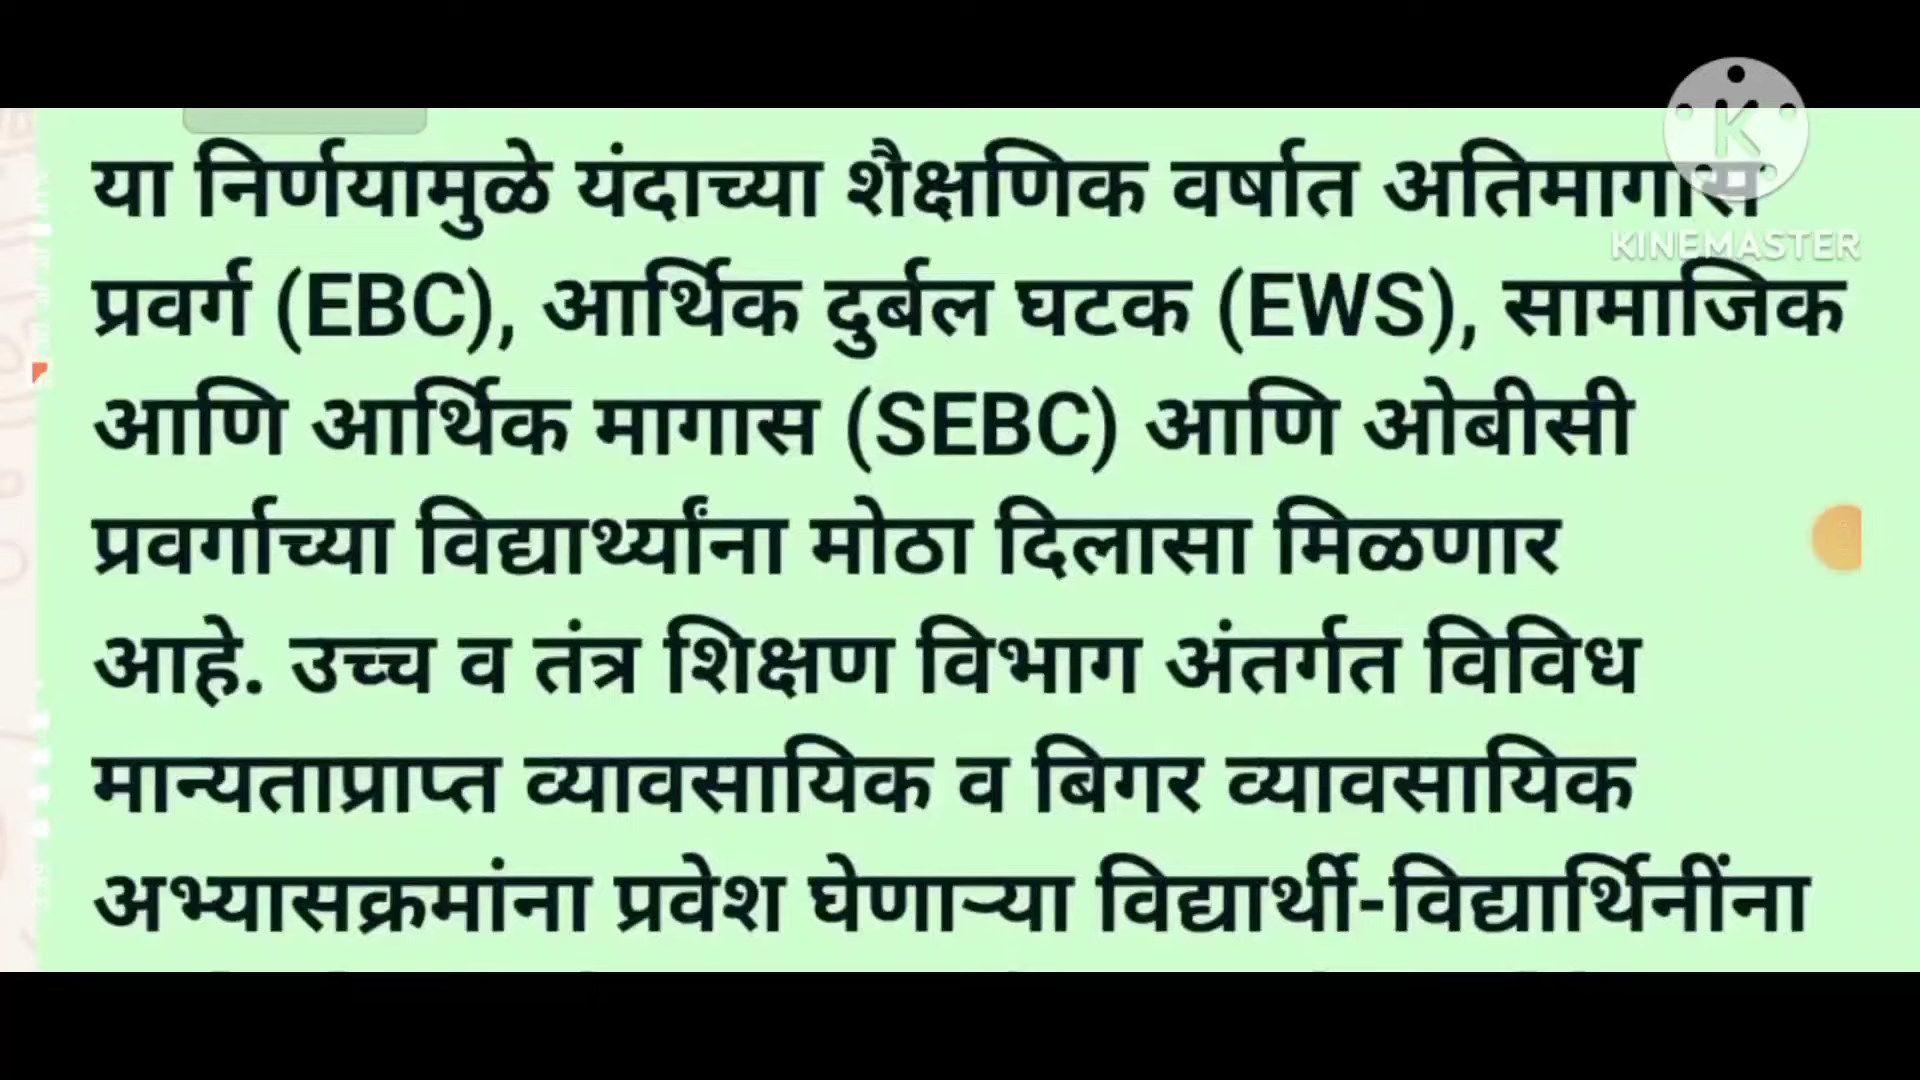 या निर्णयामुळे यंदाच्या शैक्षणिक वर्षात अतिमागास
प्रवर्ग (EBC), आर्थिक दुर्बल घटक (EWS), सामाजिक
आणि आर्थिक मागास (SEBC) आणि ओबीसी
प्रवर्गाच्या विद्यार्थ्यांना मोठा दिलासा मिळणार
आहे. उच्च व तंत्र शिक्षण विभाग अंतर्गत विविध
मान्यताप्राप्त व्यावसायिक व बिगर व्यावसायिक
अभ्यासक्रमांना प्रवेश घेणाऱ्या विद्यार्थी-विद्यार्थिनींना
K
KINEMASTER